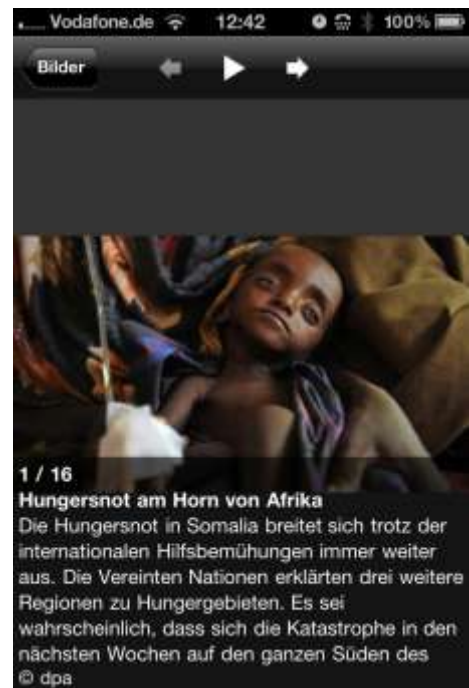 Vodafone.de 12:42 100%
Bilder
1 / 16
Hungersnot am Horn von Afrika
Die Hungersnot in Somalia breitet sich trotz der
internationalen Hilfsbemühungen immer weiter
aus. Die Vereinten Nationen erklärten drei weitere
Regionen zu Hungergebieten. Es sei
wahrscheinlich, dass sich die Katastrophe in den
nächsten Wochen auf den ganzen Süden des
© dpa